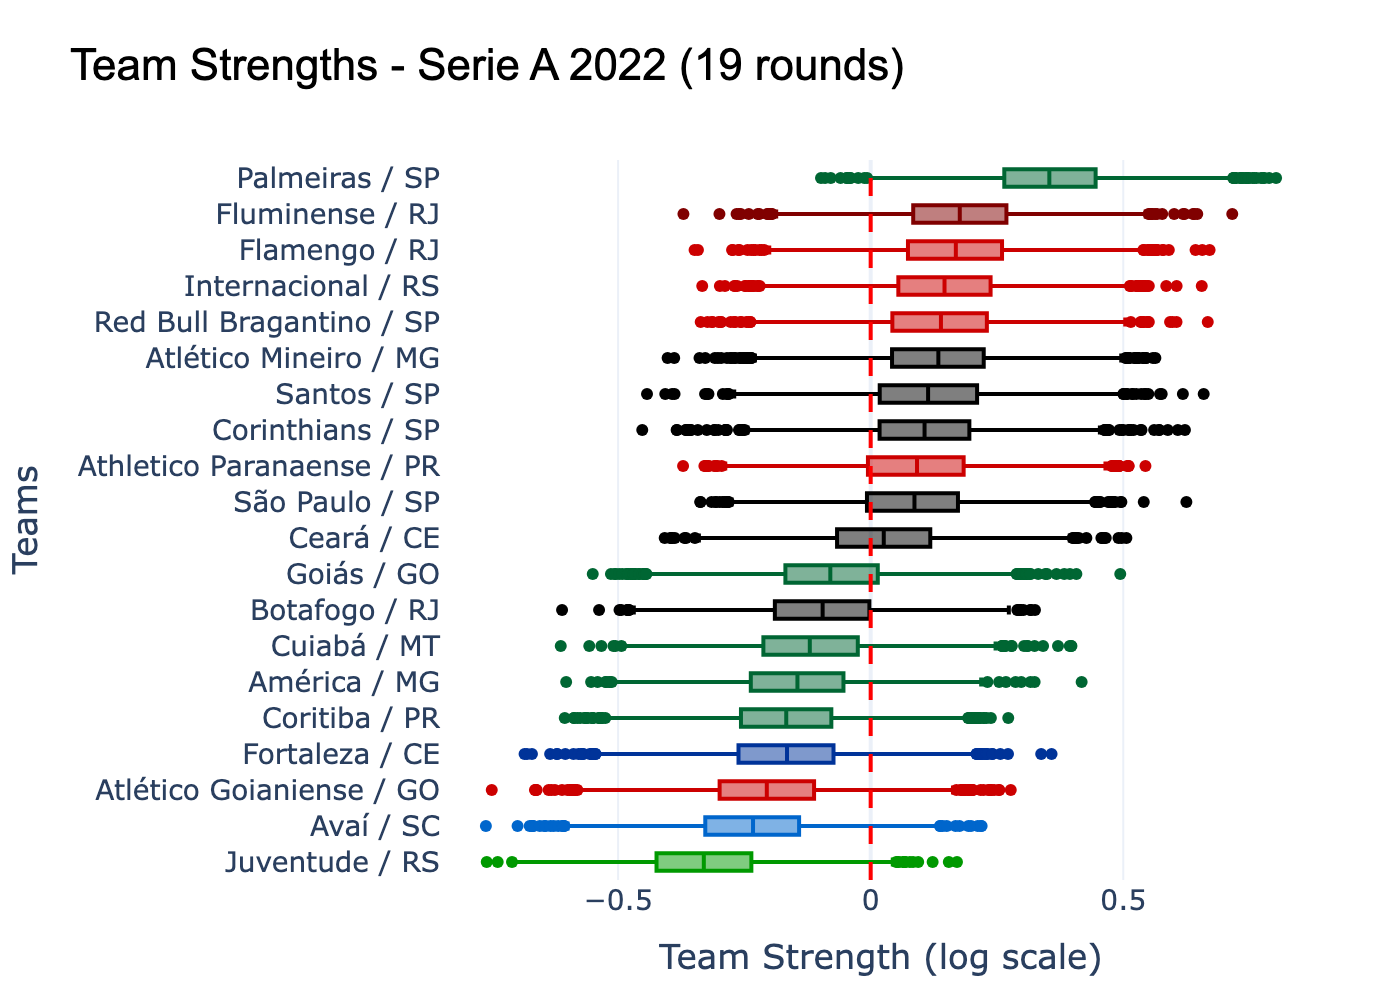 Team Strengths - Serie A 2022 (19 rounds)
Palmeiras / SP
Fluminense / RJ
Flamengo / RJ
Internacional / RS
Red Bull Bragantino / SP
Atlético Mineiro / MG
Santos / SP
Corinthians / SP
Athletico Paranaense / PR
São Paulo / SP
Ceará / CE
Goiás / GO
Botafogo / RJ
Cuiabá / MT
América / MG
Coritiba / PR
Fortaleza / CE
Atlético Goianiense / GO
Avaí / SC
Juventude / RS
Teams
−0.5 0 0.5
Team Strength (log scale)